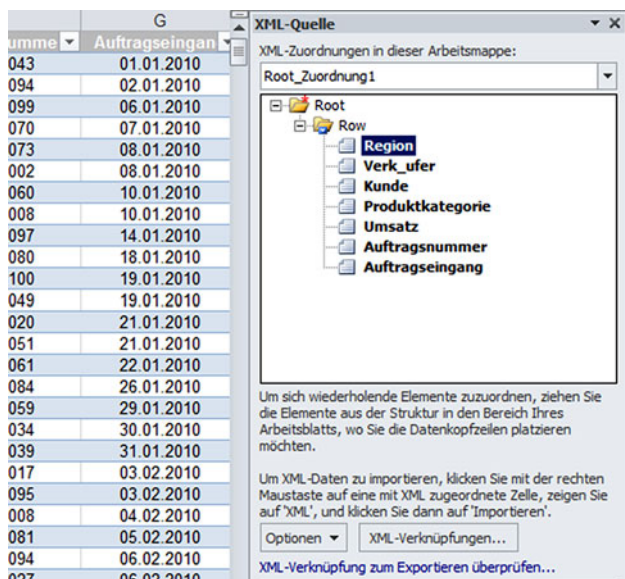 G
umme Auftragseingan
043 01.01.2010
094 02.01.2010
099 06.01.2010
070 07.01.2010
073 08.01.2010
002 08.01.2010
060 10.01.2010
008 10.01.2010
097 14.01.2010
080 18.01.2010
100 19.01.2010
049 19.01.2010
020 21.01.2010
051 21.01.2010
061 22.01.2010
084 26.01.2010
059 29.01.2010
034 30.01.2010
039 31.01.2010
017 03.02.2010
095 03.02.2010
008 04.02.2010
081 05.02.2010
094 06.02.2010
027 06.02.2010
XML-Quelle
XML-Zuordnungen in dieser Arbeitsmappe:
Root_Zuordnung1
Root
Row
Region
Verk_ufer
Kunde
Produktkategorie
Umsatz
Auftragsnummer
Auftragseingang
Um sich wiederholende Elemente zuzuordnen, ziehen Sie
die Elemente aus der Struktur in den Bereich Ihres
Arbeitsblatts, wo Sie die Datenkopfzeilen platzieren
möchten.
Um XML-Daten zu importieren, klicken Sie mit der rechten
Maustaste auf eine mit XML zugeordnete Zelle, zeigen Sie
auf 'XML', und klicken Sie dann auf 'Importieren'.
Optionen XML-Verknüpfungen...
XML-Verknüpfung zum Exportieren überprüfen...